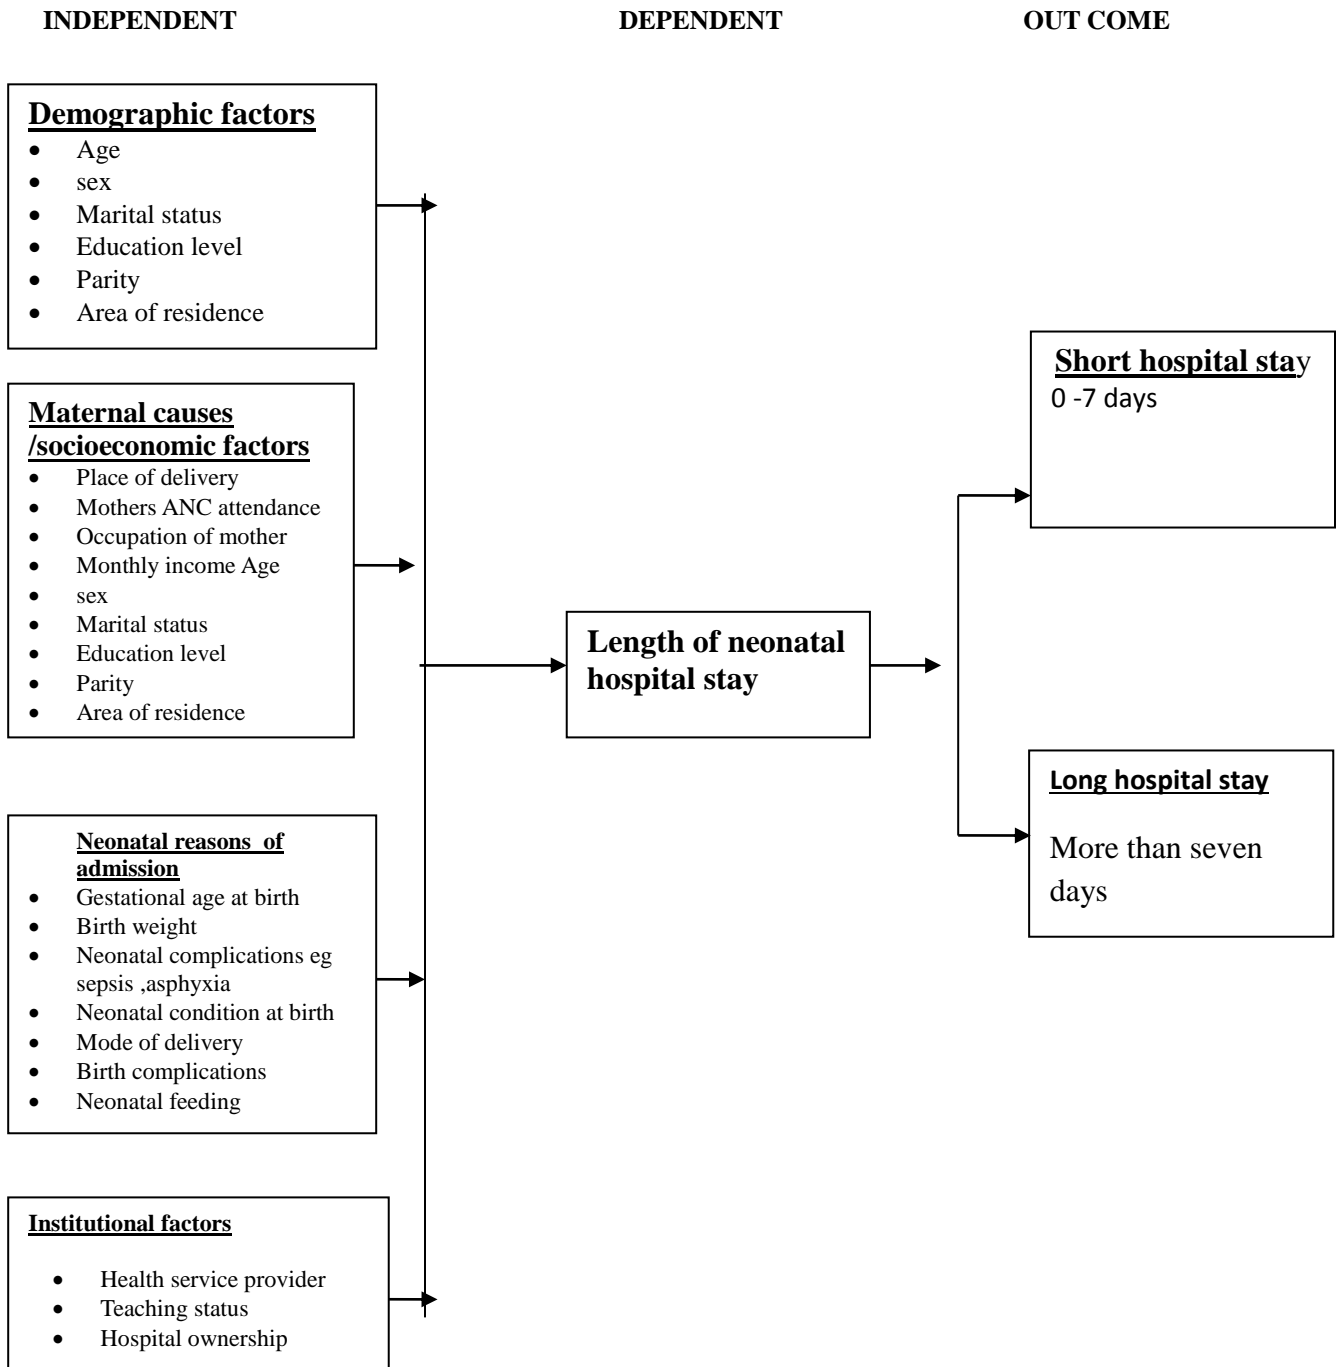 INDEPENDENT DEPENDENT OUT COME
Demographic factors
• Age
• sex
• Marital status
• Education level
• Parity
• Area of residence
Maternal causes
/socioeconomic factors
• Place of delivery
• Mothers ANC attendance
• Occupation of mother
• Monthly income Age
• sex
• Marital status
• Education level
• Parity
• Area of residence
Neonatal reasons of
admission
• Gestational age at birth
• Birth weight
• Neonatal complications eg
sepsis ,asphyxia
• Neonatal condition at birth
• Mode of delivery
• Birth complications
• Neonatal feeding
Institutional factors
• Health service provider
• Teaching status
• Hospital ownership
Length of neonatal
hospital stay
Short hospital stay
0 -7 days
Long hospital stay
More than seven
days